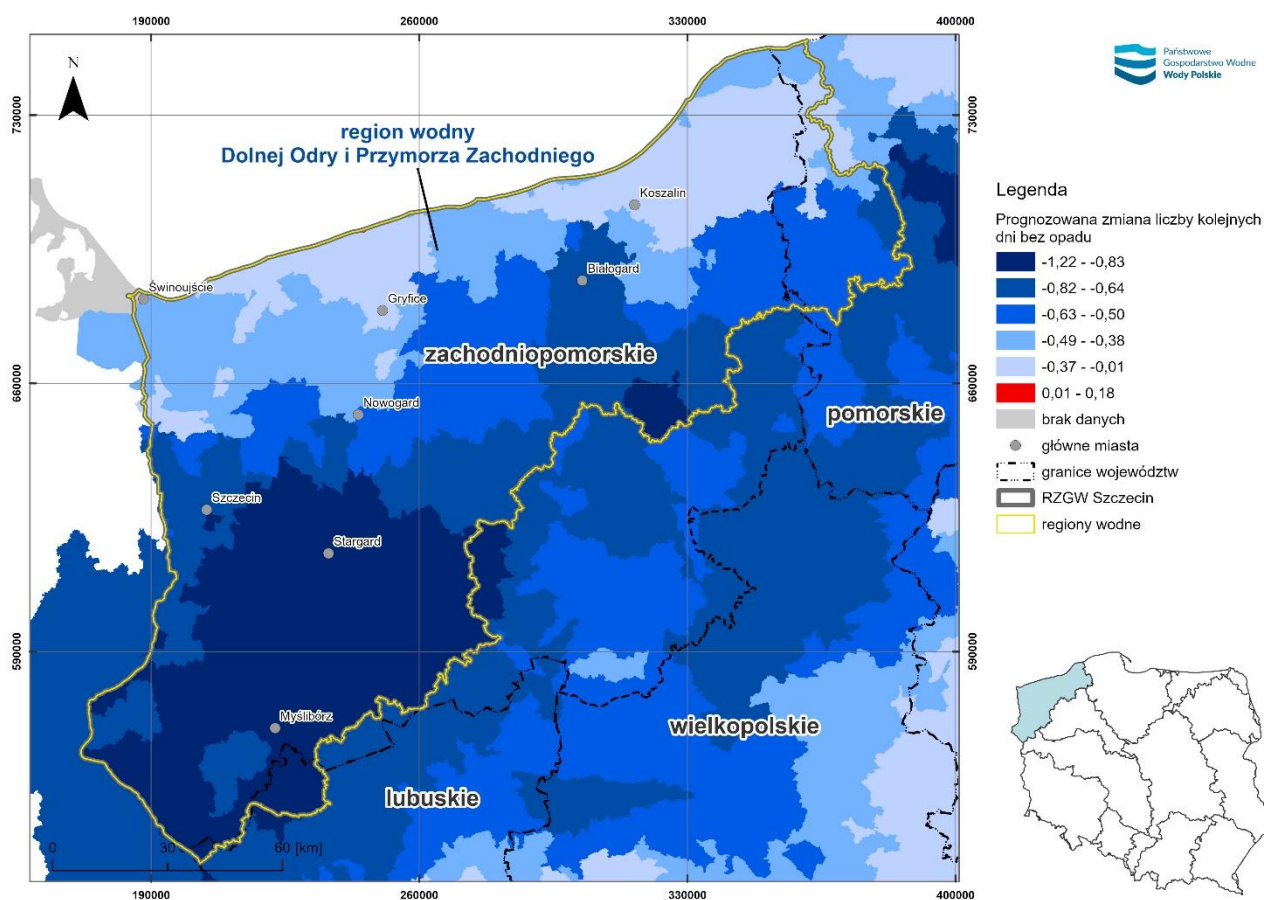 190000
260000
330000
400000
N
Państwowe
Gospodarstwo Wodne
Wody Polskie
730000
730000
region wodny
Dolnej Odry i Przymorza Zachodniego
Koszalin
Białogard
Świnoujście
Gryfice
zachodniopomorskie
660000
660000
Nowogard
pomorskie
Szczecin
Stargard
590000
590000
Myślibórz
wielkopolskie
lubuskie
0
30
60 [km]
190000
260000
330000
400000
Legenda
Prognozowana zmiana liczby kolejnych
dni bez opadu
-1,22 - -0,83
-0,82 - -0,64
-0,63 - -0,50
-0,49 - -0,38
-0,37 - -0,01
0,01 - 0,18
brak danych
główne miasta
granice województw
RZGW Szczecin
regiony wodne